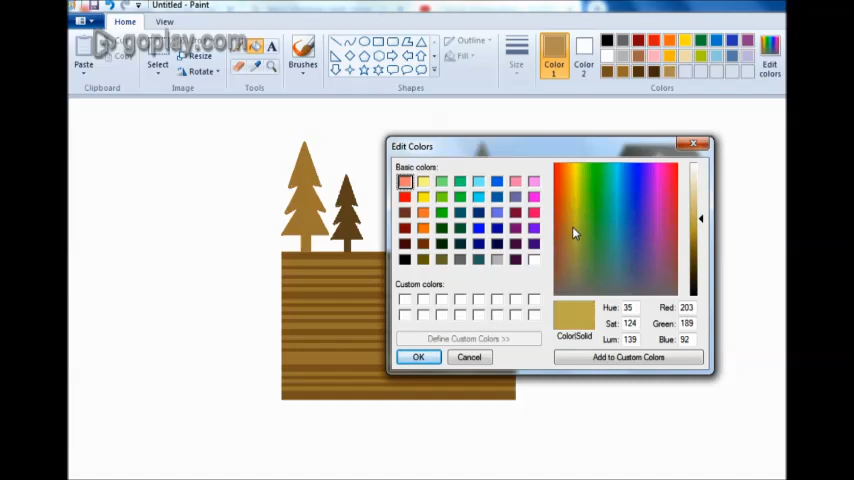 Untitled - Paint
Home View
goplay.com
Paste
Select
Resize
Rotate
A
Brushes
Outline
Fill
Size
Color 1
Color 2
Edit colors
Clipboard Image Tools Shapes Colors
Edit Colors
Basic colors:
Custom colors:
Define Custom Colors >>
OK
Cancel
Color|Solid
Hue: 35
Sat: 124
Lum: 139
Red: 203
Green: 189
Blue: 92
Add to Custom Colors